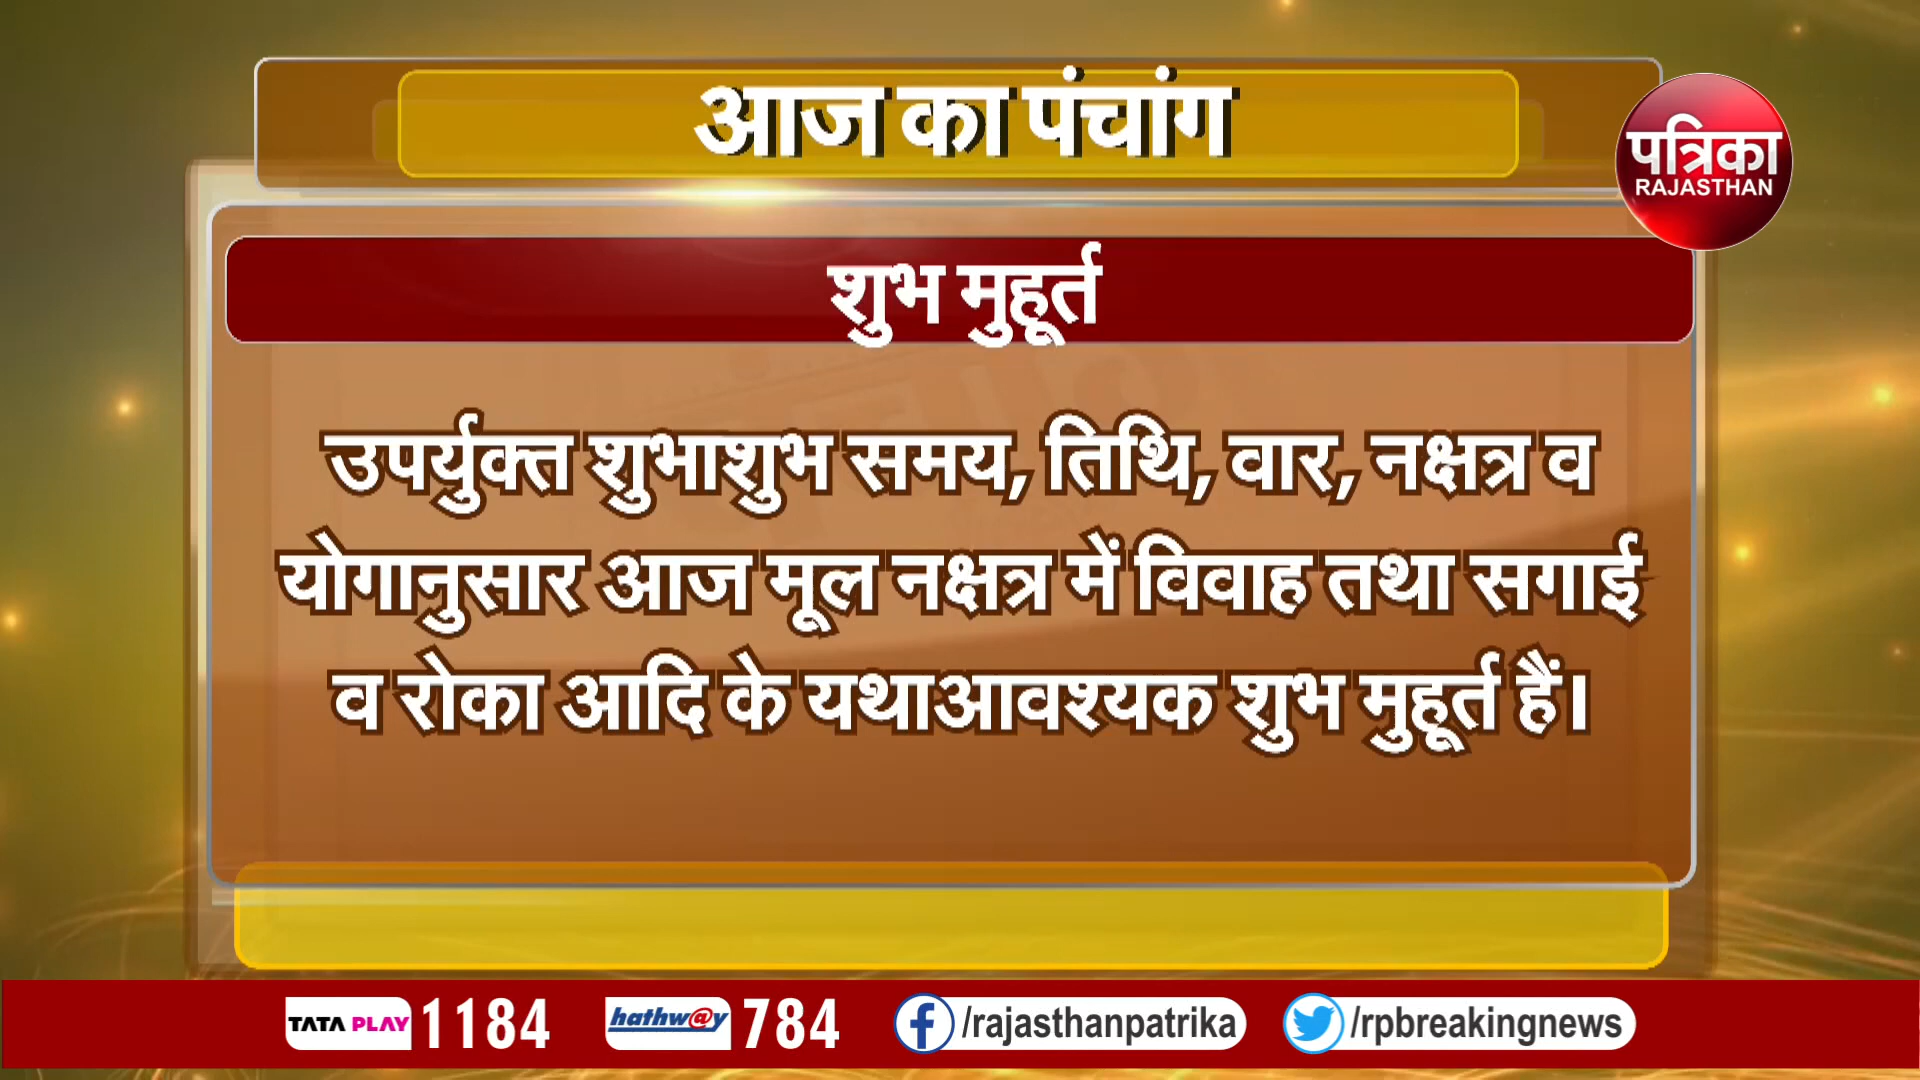 आज का पंचांग
पत्रिका
RAJASTHAN
शुभ मुहूर्त
उपर्युक्त शुभाशुभ समय, तिथि, वार, नक्षत्र व
योगानुसार आज मूल नक्षत्र में विवाह तथा सगाई
व रोका आदि के यथाआवश्यक शुभ मुहूर्त हैं।
TATA PLAY 1184 hathw@y 784 /rajasthanpatrika /rpbreakingnews